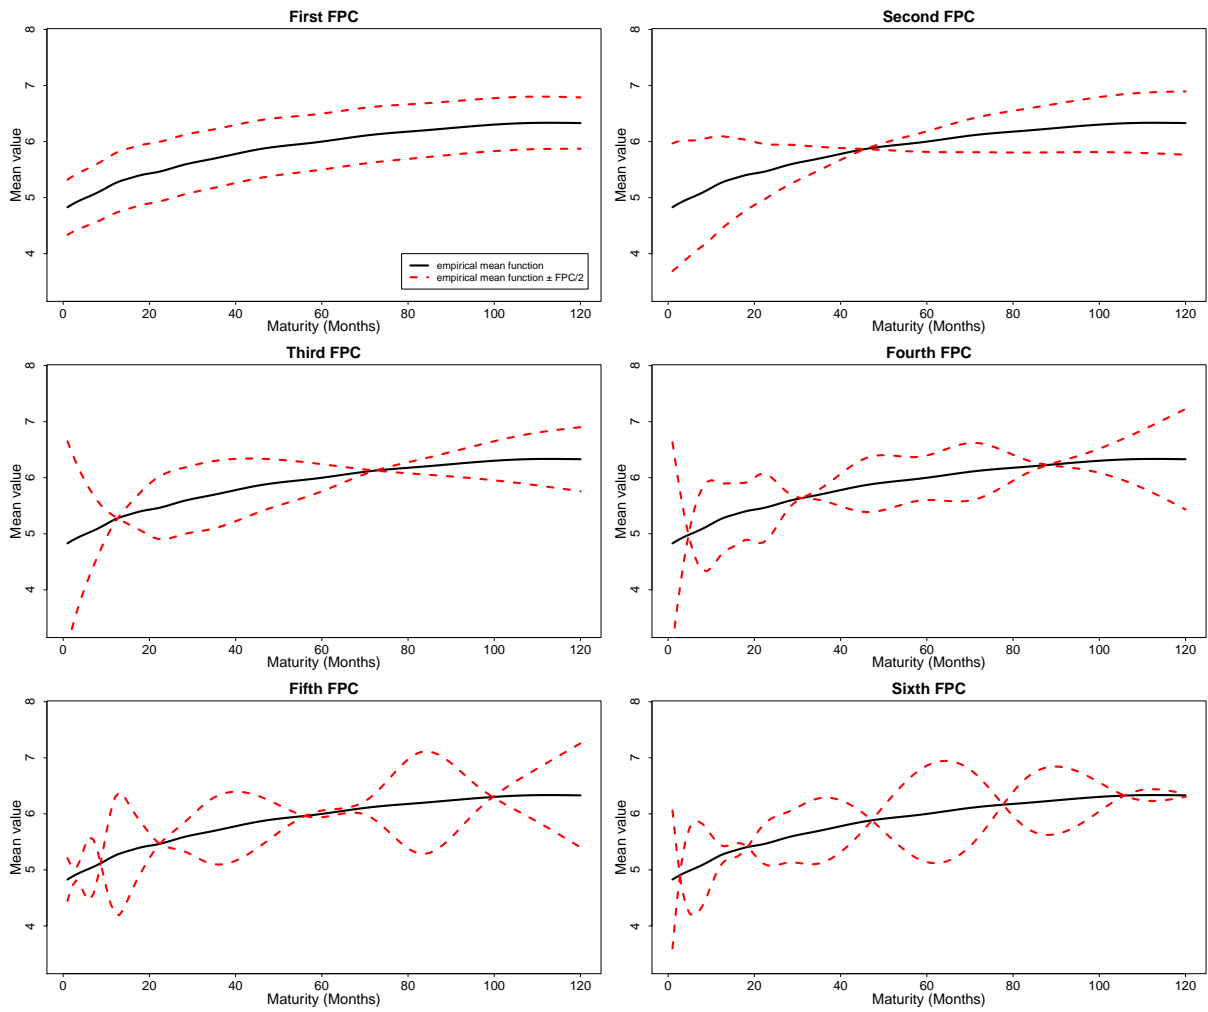 First FPC
Mean value
8
7
6
5
4
empirical mean function
empirical mean function ± FPC/2
0 20 40 60 80 100 120
Maturity (Months)
Second FPC
Mean value
8
7
6
5
4
0 20 40 60 80 100 120
Maturity (Months)
Third FPC
Mean value
8
7
6
5
4
0 20 40 60 80 100 120
Maturity (Months)
Fourth FPC
Mean value
8
7
6
5
4
0 20 40 60 80 100 120
Maturity (Months)
Fifth FPC
Mean value
8
7
6
5
4
0 20 40 60 80 100 120
Maturity (Months)
Sixth FPC
Mean value
8
7
6
5
4
0 20 40 60 80 100 120
Maturity (Months)